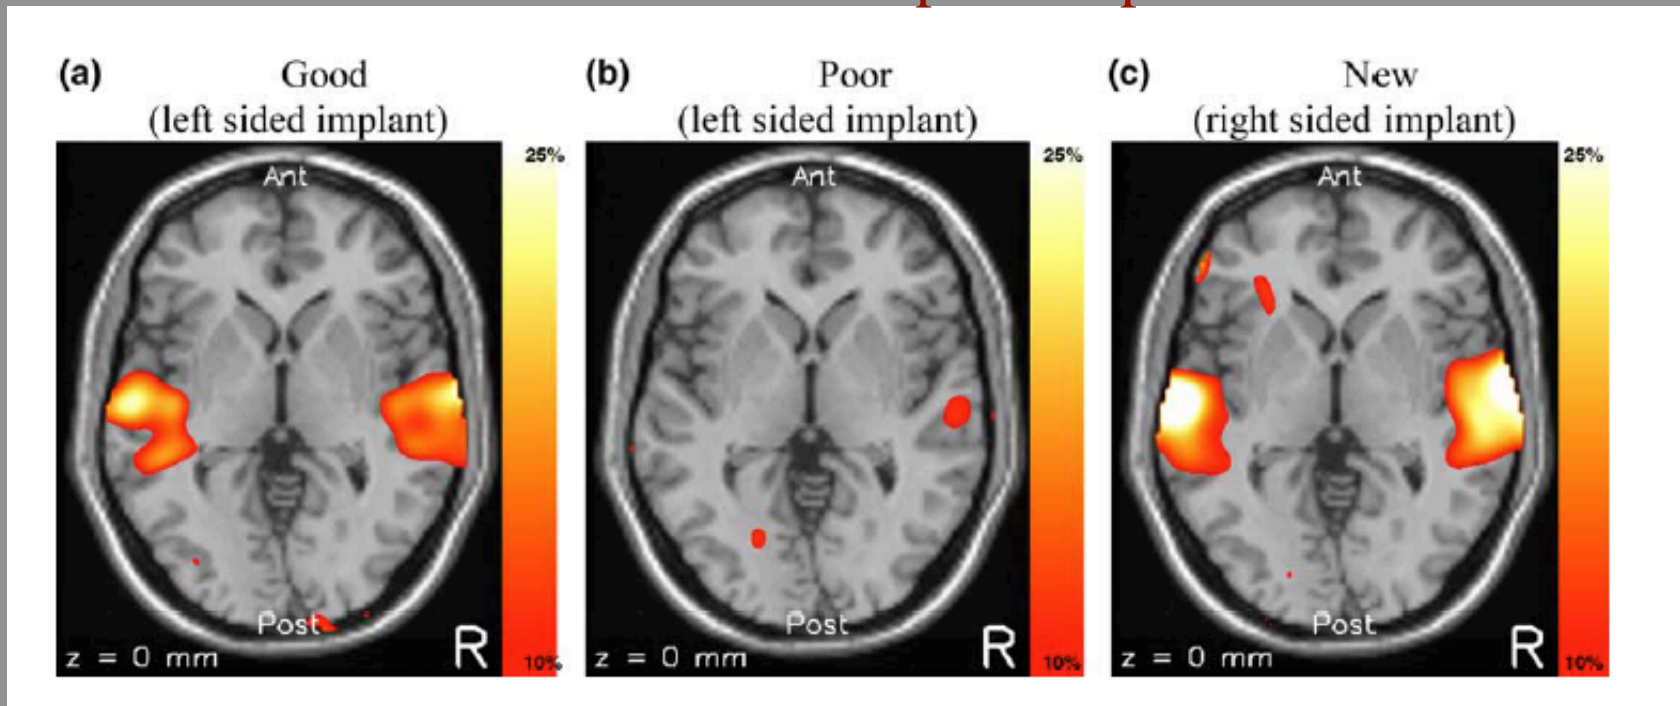 (a) Good
(left sided implant)
25%
Ant
Post
z = 0 mm
R
10%
(b) Poor
(left sided implant)
25%
Ant
Post
z = 0 mm
R
10%
(c) New
(right sided implant)
25%
Ant
Post
z = 0 mm
R
10%